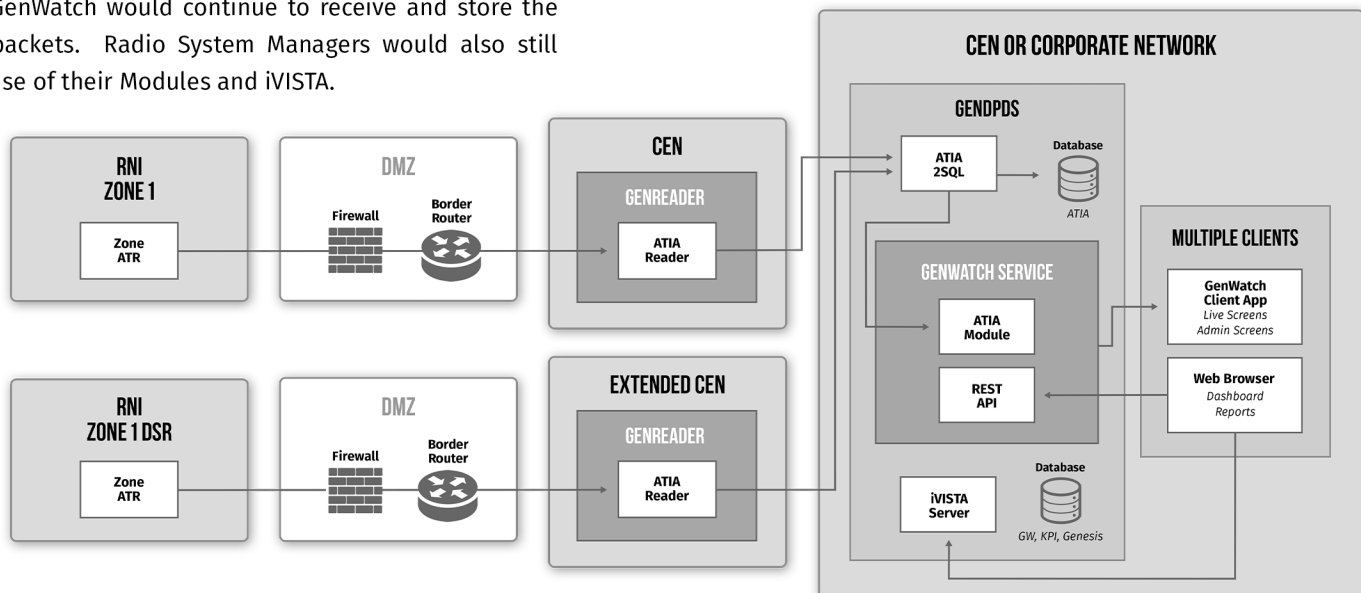 GenWatch would continue to receive and store the
packets. Radio System Managers would also still
use of their Modules and iVISTA.
RNI
ZONE 1
Zone
ATR
DMZ
Firewall
Border
Router
CEN
GENREADER
ATIA
Reader
RNI
ZONE 1 DSR
Zone
ATR
DMZ
Firewall
Border
Router
EXTENDED CEN
GENREADER
ATIA
Reader
CEN OR CORPORATE NETWORK
GENDPDS
ATIA
2SQL
Database
ATIA
GENWATCH SERVICE
ATIA
Module
REST
API
iVISTA
Server
Database
GW, KPI, Genesis
MULTIPLE CLIENTS
GenWatch
Client App
Live Screens
Admin Screens
Web Browser
Dashboard
Reports